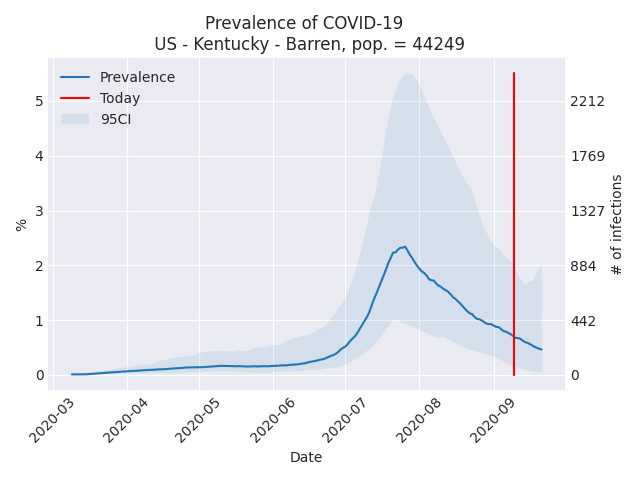 Prevalence of COVID-19
US - Kentucky - Barren, pop. = 44249
Prevalence
Today
95CI
%
5
4
3
2
1
0
2212
1769
1327
884
442
0
# of infections
2020-03
2020-04
2020-05
2020-06
2020-07
2020-08
2020-09
Date